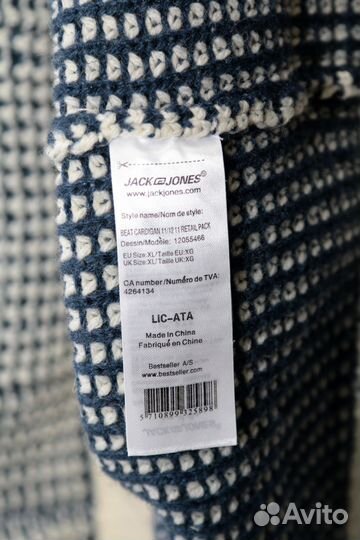 JACK & JONES®
www.jackjones.com
Style name/Nom de style:
BEAT CARDIGAN 11/12 11 RETAIL PACK
Dessin/Modèle: 12055466
EU Size:XL/Taille EU:XG
UK Size:XL/Taille UK:XG
CA number/Numéro de TVA:
4264134
LIC-ATA
Made in China
Fabriqué en Chine
Bestseller A/S
www.bestseller.com
5 710899 325898
Avito